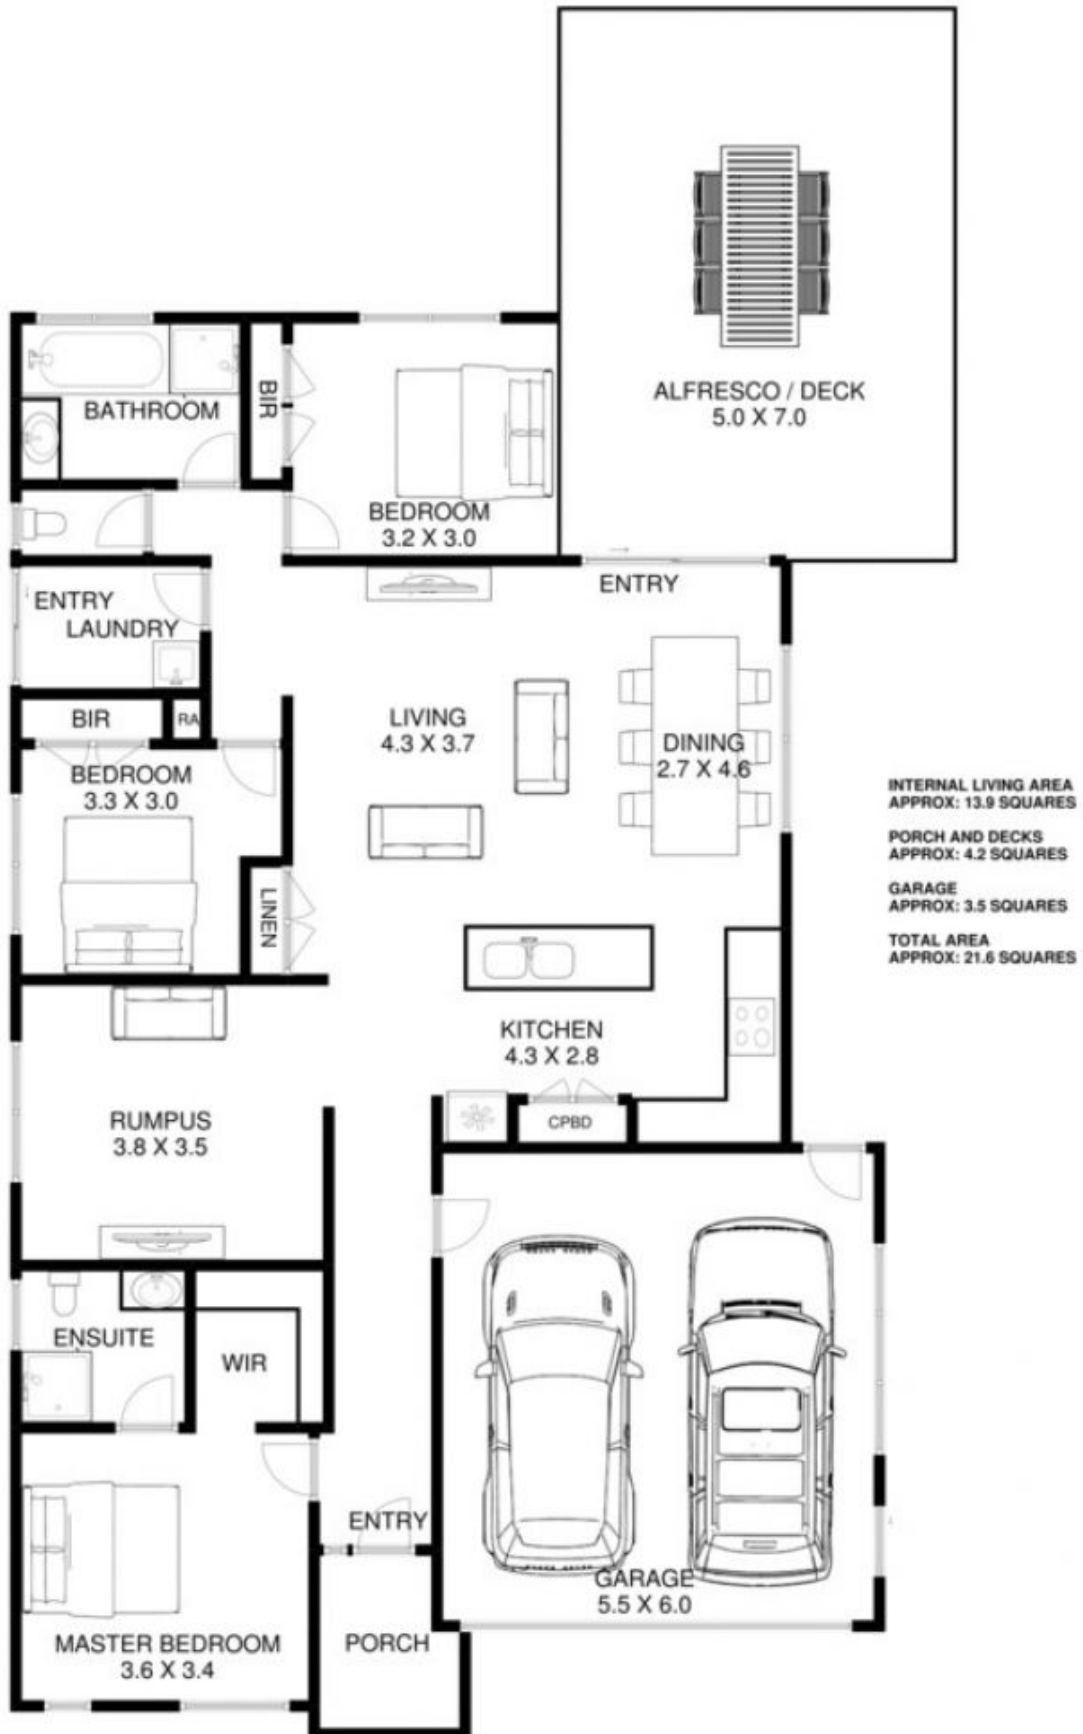 ALFRESCO / DECK
5.0 X 7.0
BATHROOM
BIR
BEDROOM
3.2 X 3.0
ENTRY
ENTRY
LAUNDRY
BIR
RA
LIVING
4.3 X 3.7
DINING
2.7 X 4.6
BEDROOM
3.3 X 3.0
LINEN
INTERNAL LIVING AREA
APPROX: 13.9 SQUARES
PORCH AND DECKS
APPROX: 4.2 SQUARES
GARAGE
APPROX: 3.5 SQUARES
TOTAL AREA
APPROX: 21.6 SQUARES
KITCHEN
4.3 X 2.8
CPBD
RUMPUS
3.8 X 3.5
ENSUITE
WIR
ENTRY
GARAGE
5.5 X 6.0
MASTER BEDROOM
3.6 X 3.4
PORCH